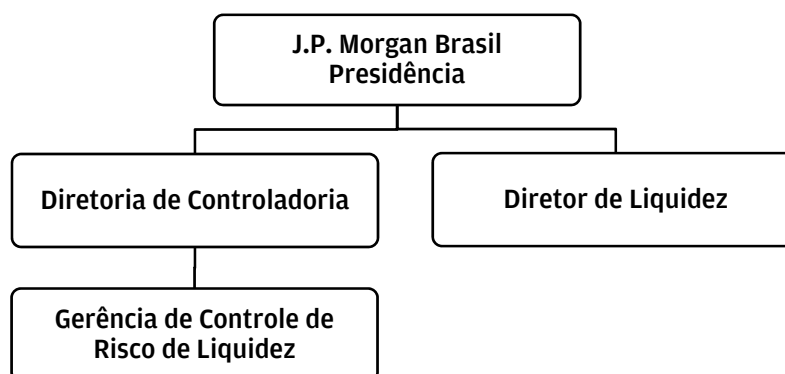 J.P. Morgan Brasil
Presidência
Diretoria de Controladoria
Diretor de Liquidez
Gerência de Controle de
Risco de Liquidez